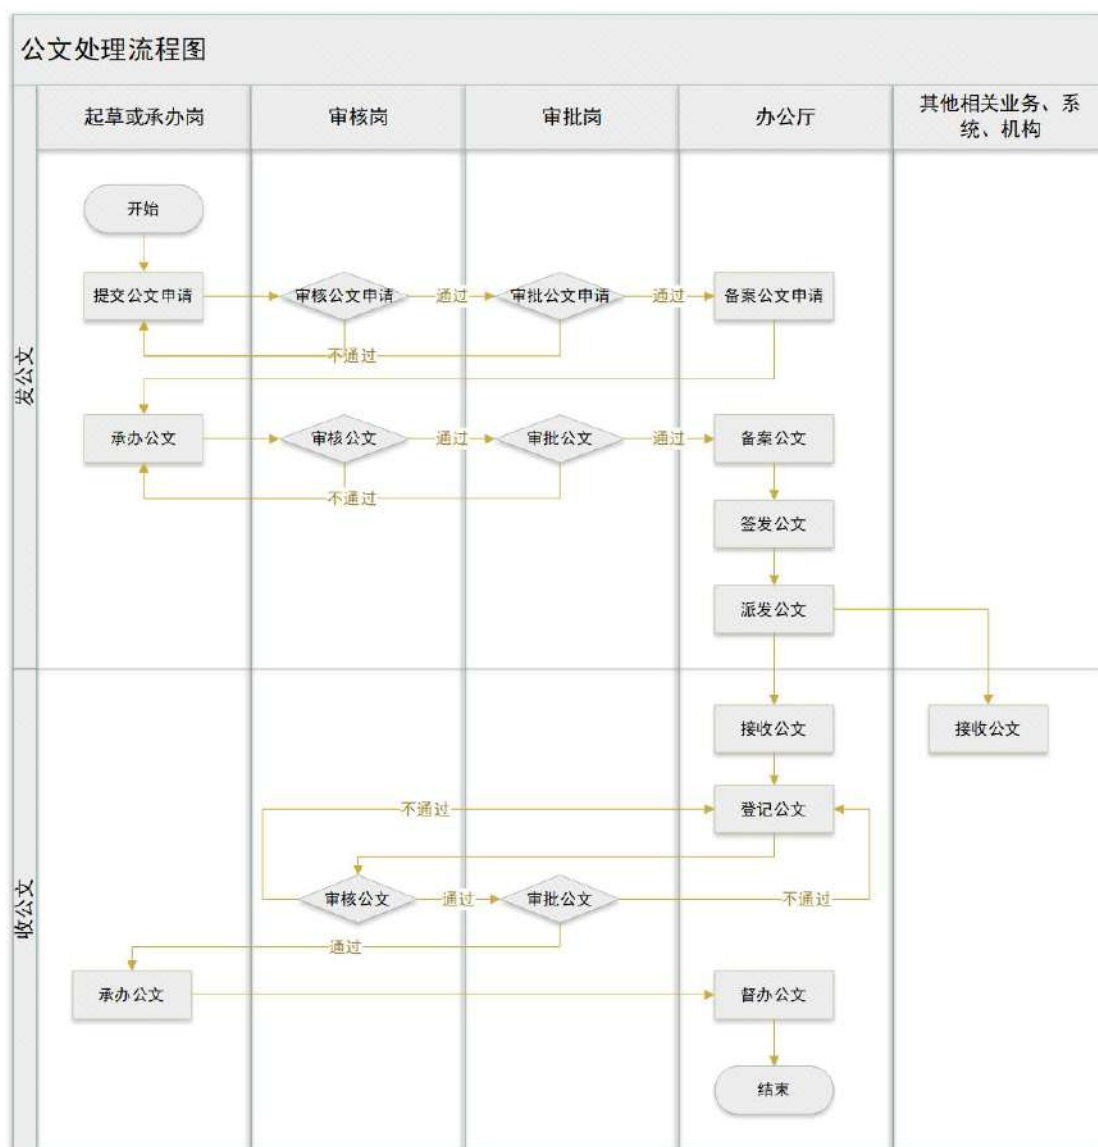 公文处理流程图
起草或承办岗
审核岗
审批岗
办公厅
其他相关业务、系
统、机构
发公文
开始
提交公文申请
审核公文申请
通过
审批公文申请
通过
备案公文申请
不通过
承办公文
审核公文
通过
审批公文
通过
备案公文
不通过
签发公文
派发公文
收公文
接收公文
接收公文
不通过
登记公文
审核公文
通过
审批公文
不通过
通过
承办公文
督办公文
结束